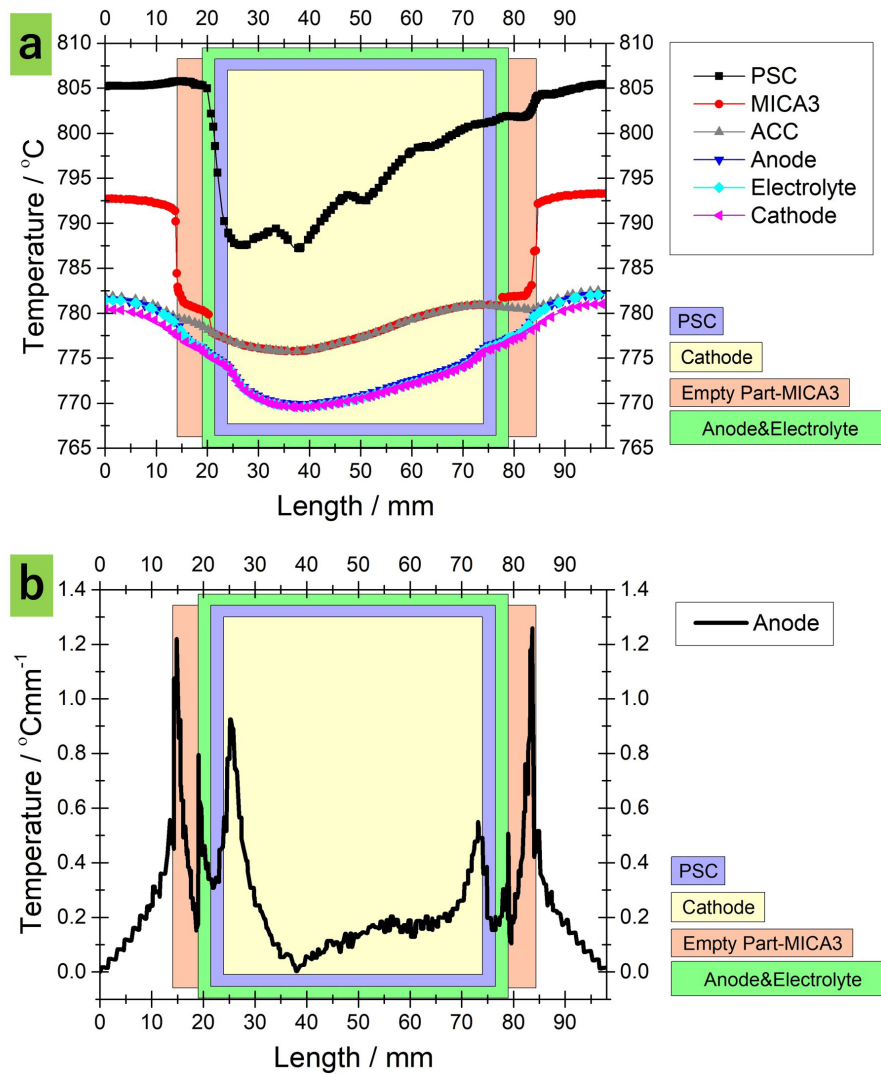 a
0 10 20 30 40 50 60 70 80 90
810 810
805 805
800 800
795 795
790 790
785 785
780 780
775 775
770 770
765 765
0 10 20 30 40 50 60 70 80 90
Temperature / °C
Length / mm
PSC
MICA3
ACC
Anode
Electrolyte
Cathode
PSC
Cathode
Empty Part-MICA3
Anode&Electrolyte
b
0 10 20 30 40 50 60 70 80 90
1.4 1.4
1.2 1.2
1.0 1.0
0.8 0.8
0.6 0.6
0.4 0.4
0.2 0.2
0.0 0.0
0 10 20 30 40 50 60 70 80 90
Temperature / °Cmm⁻¹
Length / mm
Anode
PSC
Cathode
Empty Part-MICA3
Anode&Electrolyte